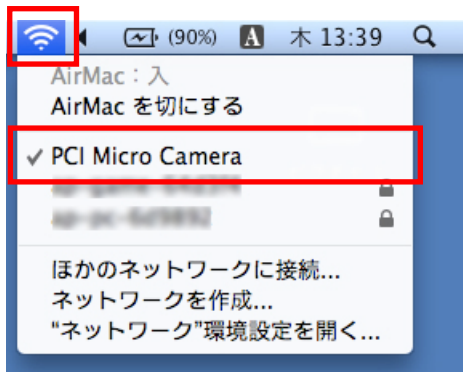 (90%) A 木 13:39
AirMac：入
AirMac を切にする
✓ PCI Micro Camera
ほかのネットワークに接続...
ネットワークを作成...
“ネットワーク”環境設定を開く...